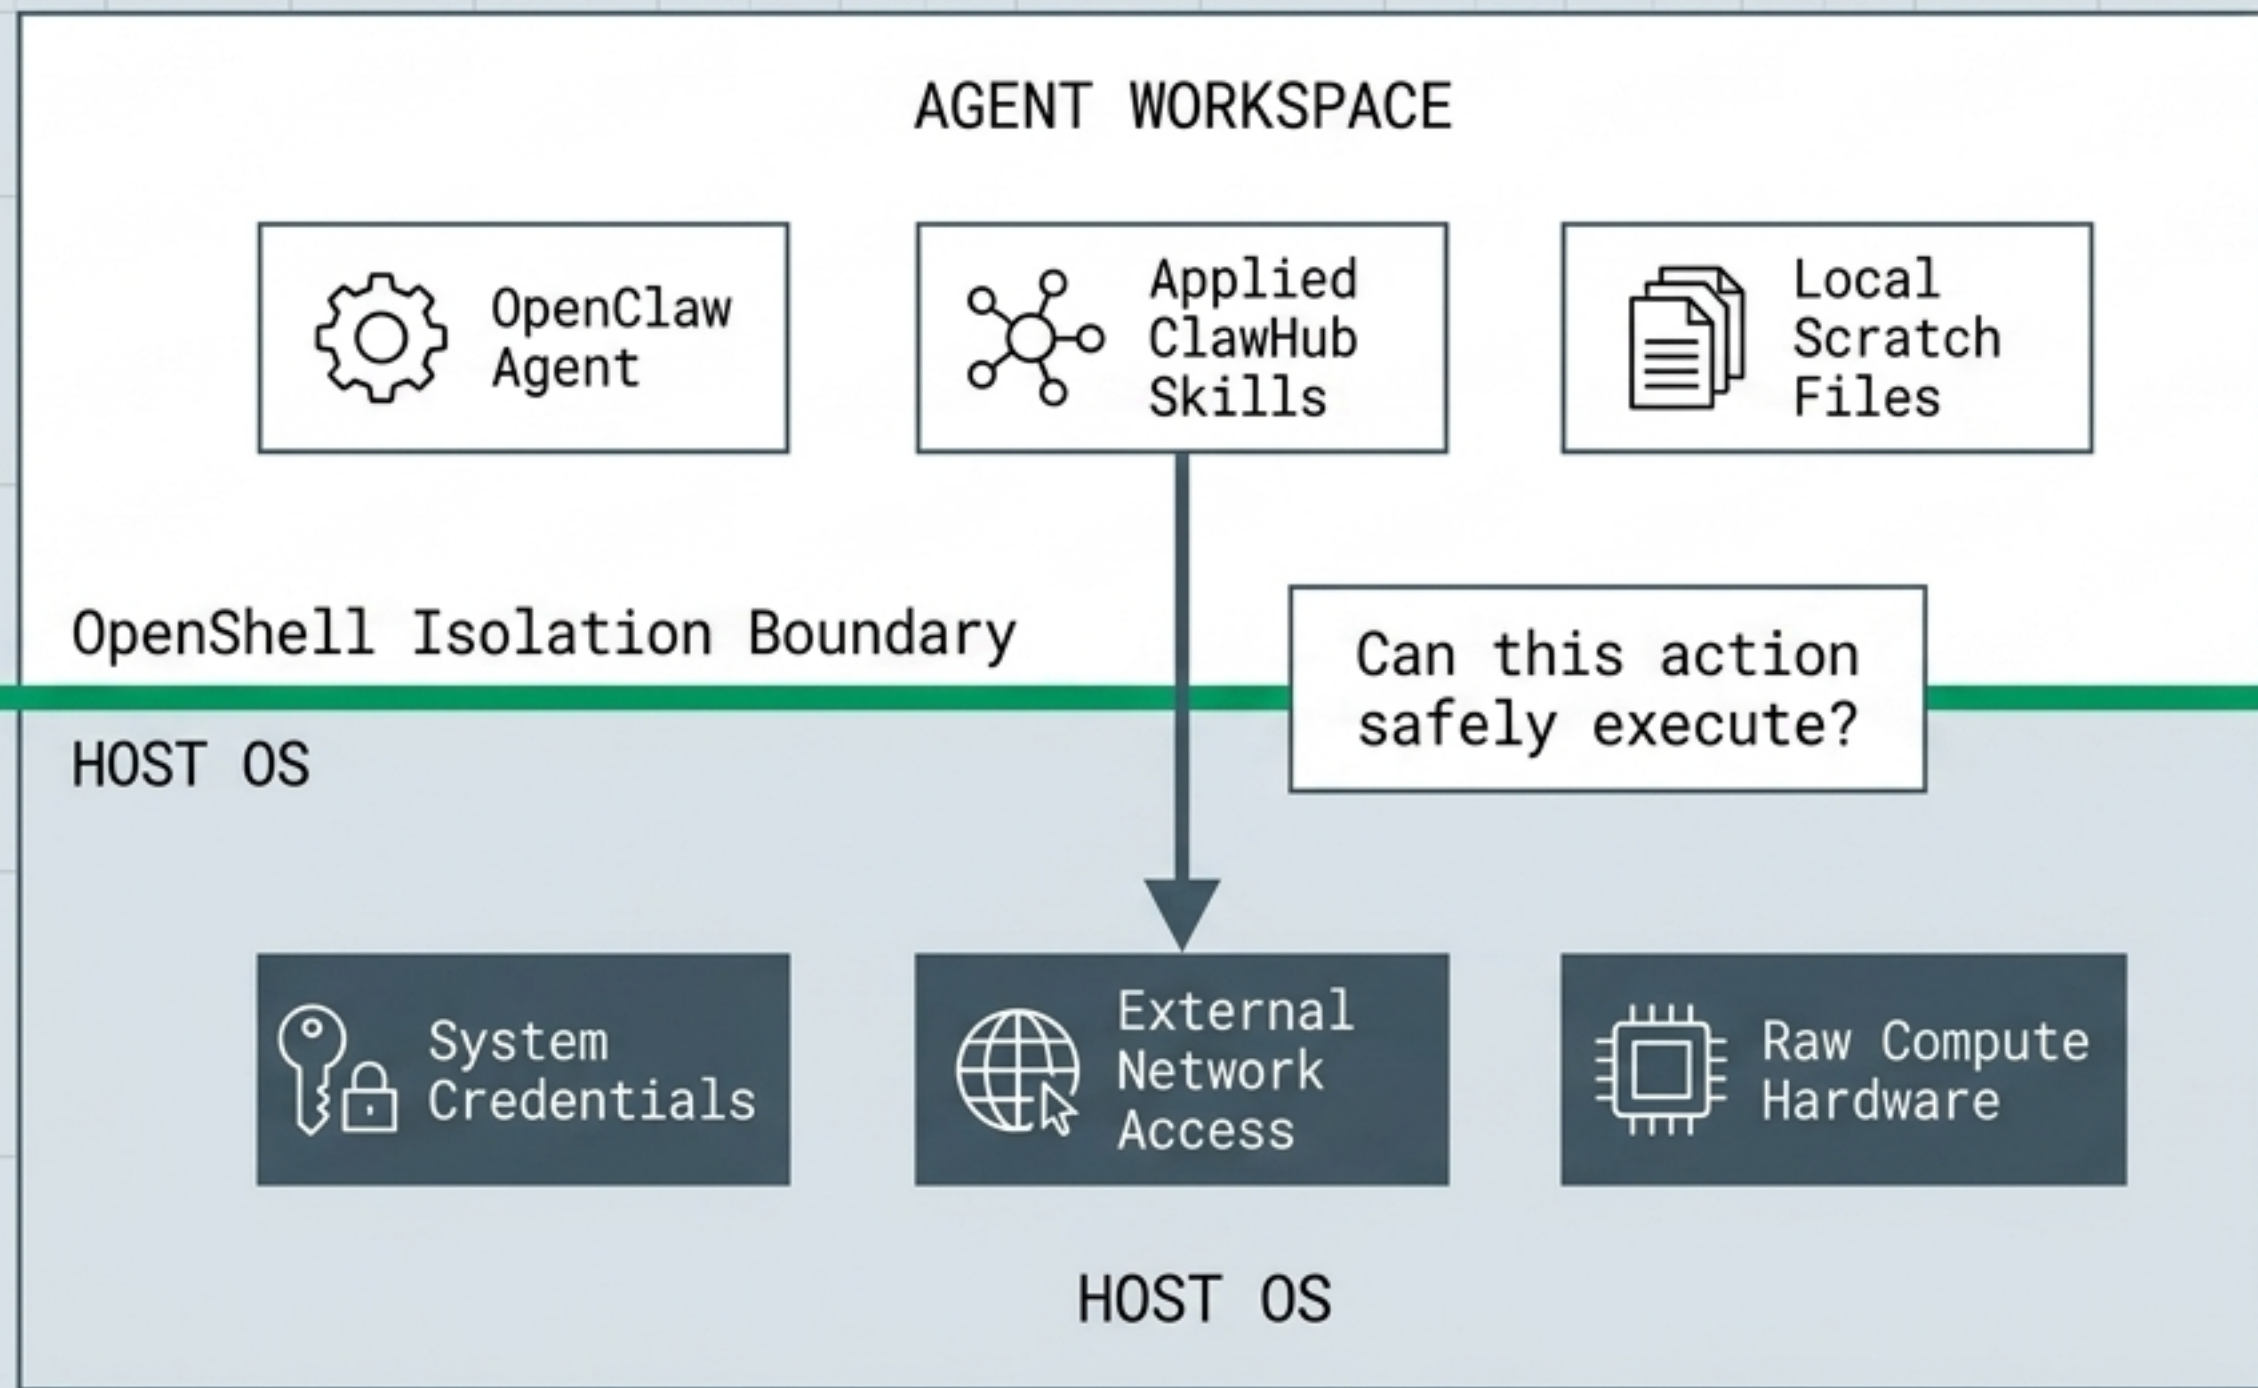 AGENT WORKSPACE
OpenClaw
Agent
Applied
ClawHub
Skills
Local
Scratch
Files
OpenShell Isolation Boundary
Can this action
safely execute?
HOST OS
System
Credentials
External
Network
Access
Raw Compute
Hardware
HOST OS